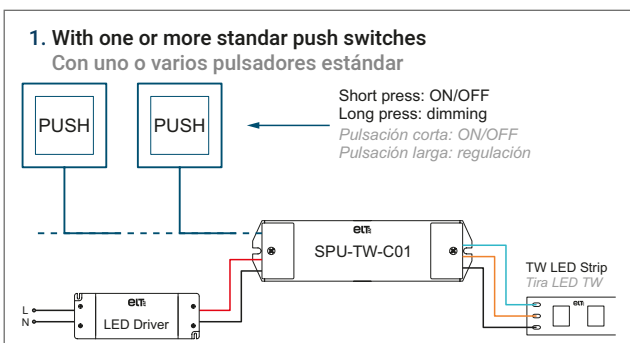 1. With one or more standar push switches
Con uno o varios pulsadores estándar
PUSH
PUSH
Short press: ON/OFF
Long press: dimming
Pulsación corta: ON/OFF
Pulsación larga: regulación
ELT
SPU-TW-C01
TW LED Strip
Tira LED TW
ELT
L
N
ELT
LED Driver